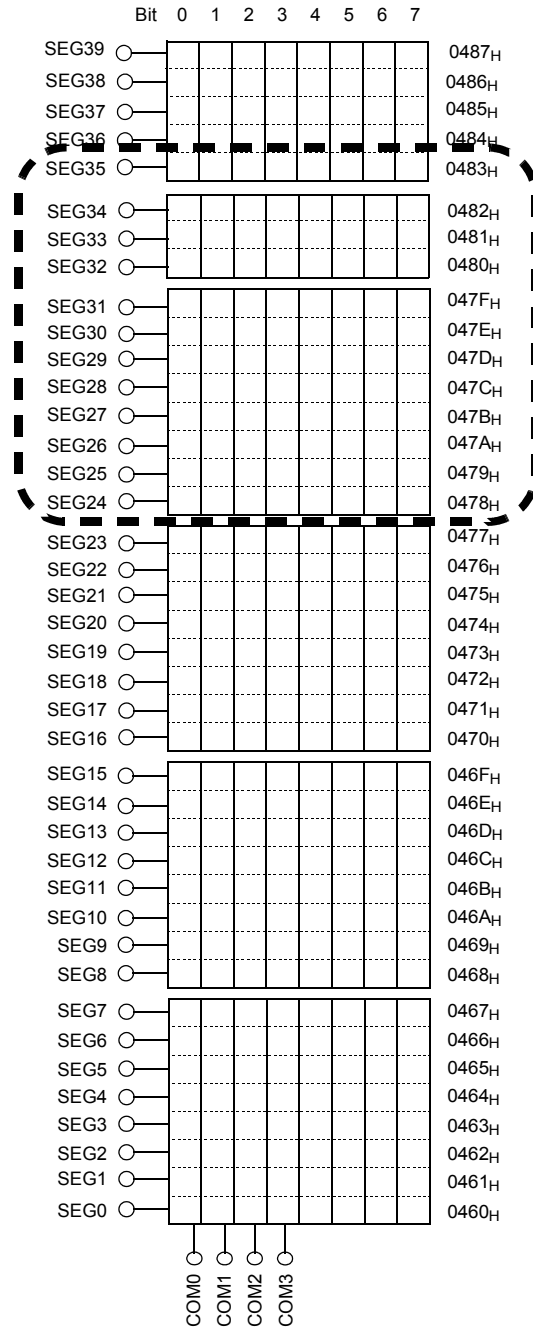 Bit 0 1 2 3 4 5 6 7
SEG39 0487H
SEG38 0486H
SEG37 0485H
SEG36 0484H
SEG35 0483H
SEG34 0482H
SEG33 0481H
SEG32 0480H
SEG31 047FH
SEG30 047EH
SEG29 047DH
SEG28 047CH
SEG27 047BH
SEG26 047AH
SEG25 0479H
SEG24 0478H
SEG23 0477H
SEG22 0476H
SEG21 0475H
SEG20 0474H
SEG19 0473H
SEG18 0472H
SEG17 0471H
SEG16 0470H
SEG15 046FH
SEG14 046EH
SEG13 046DH
SEG12 046CH
SEG11 046BH
SEG10 046AH
SEG9 0469H
SEG8 0468H
SEG7 0467H
SEG6 0466H
SEG5 0465H
SEG4 0464H
SEG3 0463H
SEG2 0462H
SEG1 0461H
SEG0 0460H
COM0 COM1 COM2 COM3